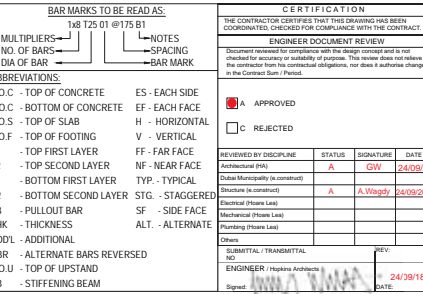 BAR MARKS TO BE READ AS:
1x8 T25 01 @175 B1
MULTIPLIERS
NOTES
NO. OF BARS
SPACING
DIA OF BAR
BAR MARK
BBREVIATIONS:
O.C - TOP OF CONCRETE ES - EACH SIDE
O.C - BOTTOM OF CONCRETE EF - EACH FACE
O.S - TOP OF SLAB H - HORIZONTAL
O.F - TOP OF FOOTING V - VERTICAL
- TOP FIRST LAYER FF - FAR FACE
- TOP SECOND LAYER NF - NEAR FACE
- BOTTOM FIRST LAYER TYP. - TYPICAL
- BOTTOM SECOND LAYER STG. - STAGGERED
- PULLOUT BAR SF - SIDE FACE
HK - THICKNESS ALT. - ALTERNATE
DD'L - ADDITIONAL
BR - ALTERNATE BARS REVERSED
O.U - TOP OF UPSTAND
B - STIFFENING BEAM
CERTIFICATION
THE CONTRACTOR CERTIFIES THAT THIS DRAWING HAS BEEN
COORDINATED, CHECKED FOR COMPLIANCE WITH THE CONTRACT.
ENGINEER DOCUMENT REVIEW
Document reviewed for compliance with the design concept and is not
checked for accuracy or suitability of purpose. This review does not relieve
the contractor from his contractual obligations, nor does it authorise change
in the Contract Sum / Period.
A APPROVED
C REJECTED
REVIEWED BY DISCIPLINE STATUS SIGNATURE DATE
Architectural (HA) A GW 24/09/
Dubai Municipality (e.construct)
Structure (e.construct) A A.Wagdy 24/09/20
Electrical (Hoare Lea)
Mechanical (Hoare Lea)
Plumbing (Hoare Lea)
Others
SUBMITTAL / TRANSMITTAL REV:
NO
ENGINEER / Hopkins Architects
24/09/18
Signed: DATE: